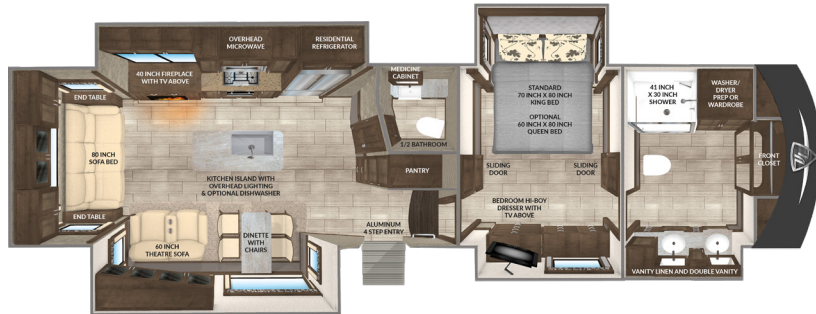 OVERHEAD
MICROWAVE
RESIDENTIAL
REFRIGERATOR
40 INCH FIREPLACE
WITH TV ABOVE
END TABLE
80 INCH
SOFA BED
END TABLE
KITCHEN ISLAND WITH
OVERHEAD LIGHTING
& OPTIONAL DISHWASHER
60 INCH
THEATRE SOFA
DINETTE
WITH
CHAIRS
MEDICINE
CABINET
1/2 BATHROOM
PANTRY
ALUMINUM
4 STEP ENTRY
STANDARD
70 INCH X 80 INCH
KING BED
OPTIONAL
60 INCH X 80 INCH
QUEEN BED
SLIDING
DOOR
SLIDING
DOOR
BEDROOM HI-BOY
DRESSER WITH
TV ABOVE
41 INCH
X 30 INCH
SHOWER
WASHER/
DRYER
PREP OR
WARDROBE
FRONT
CLOSET
VANITY LINEN AND DOUBLE VANITY